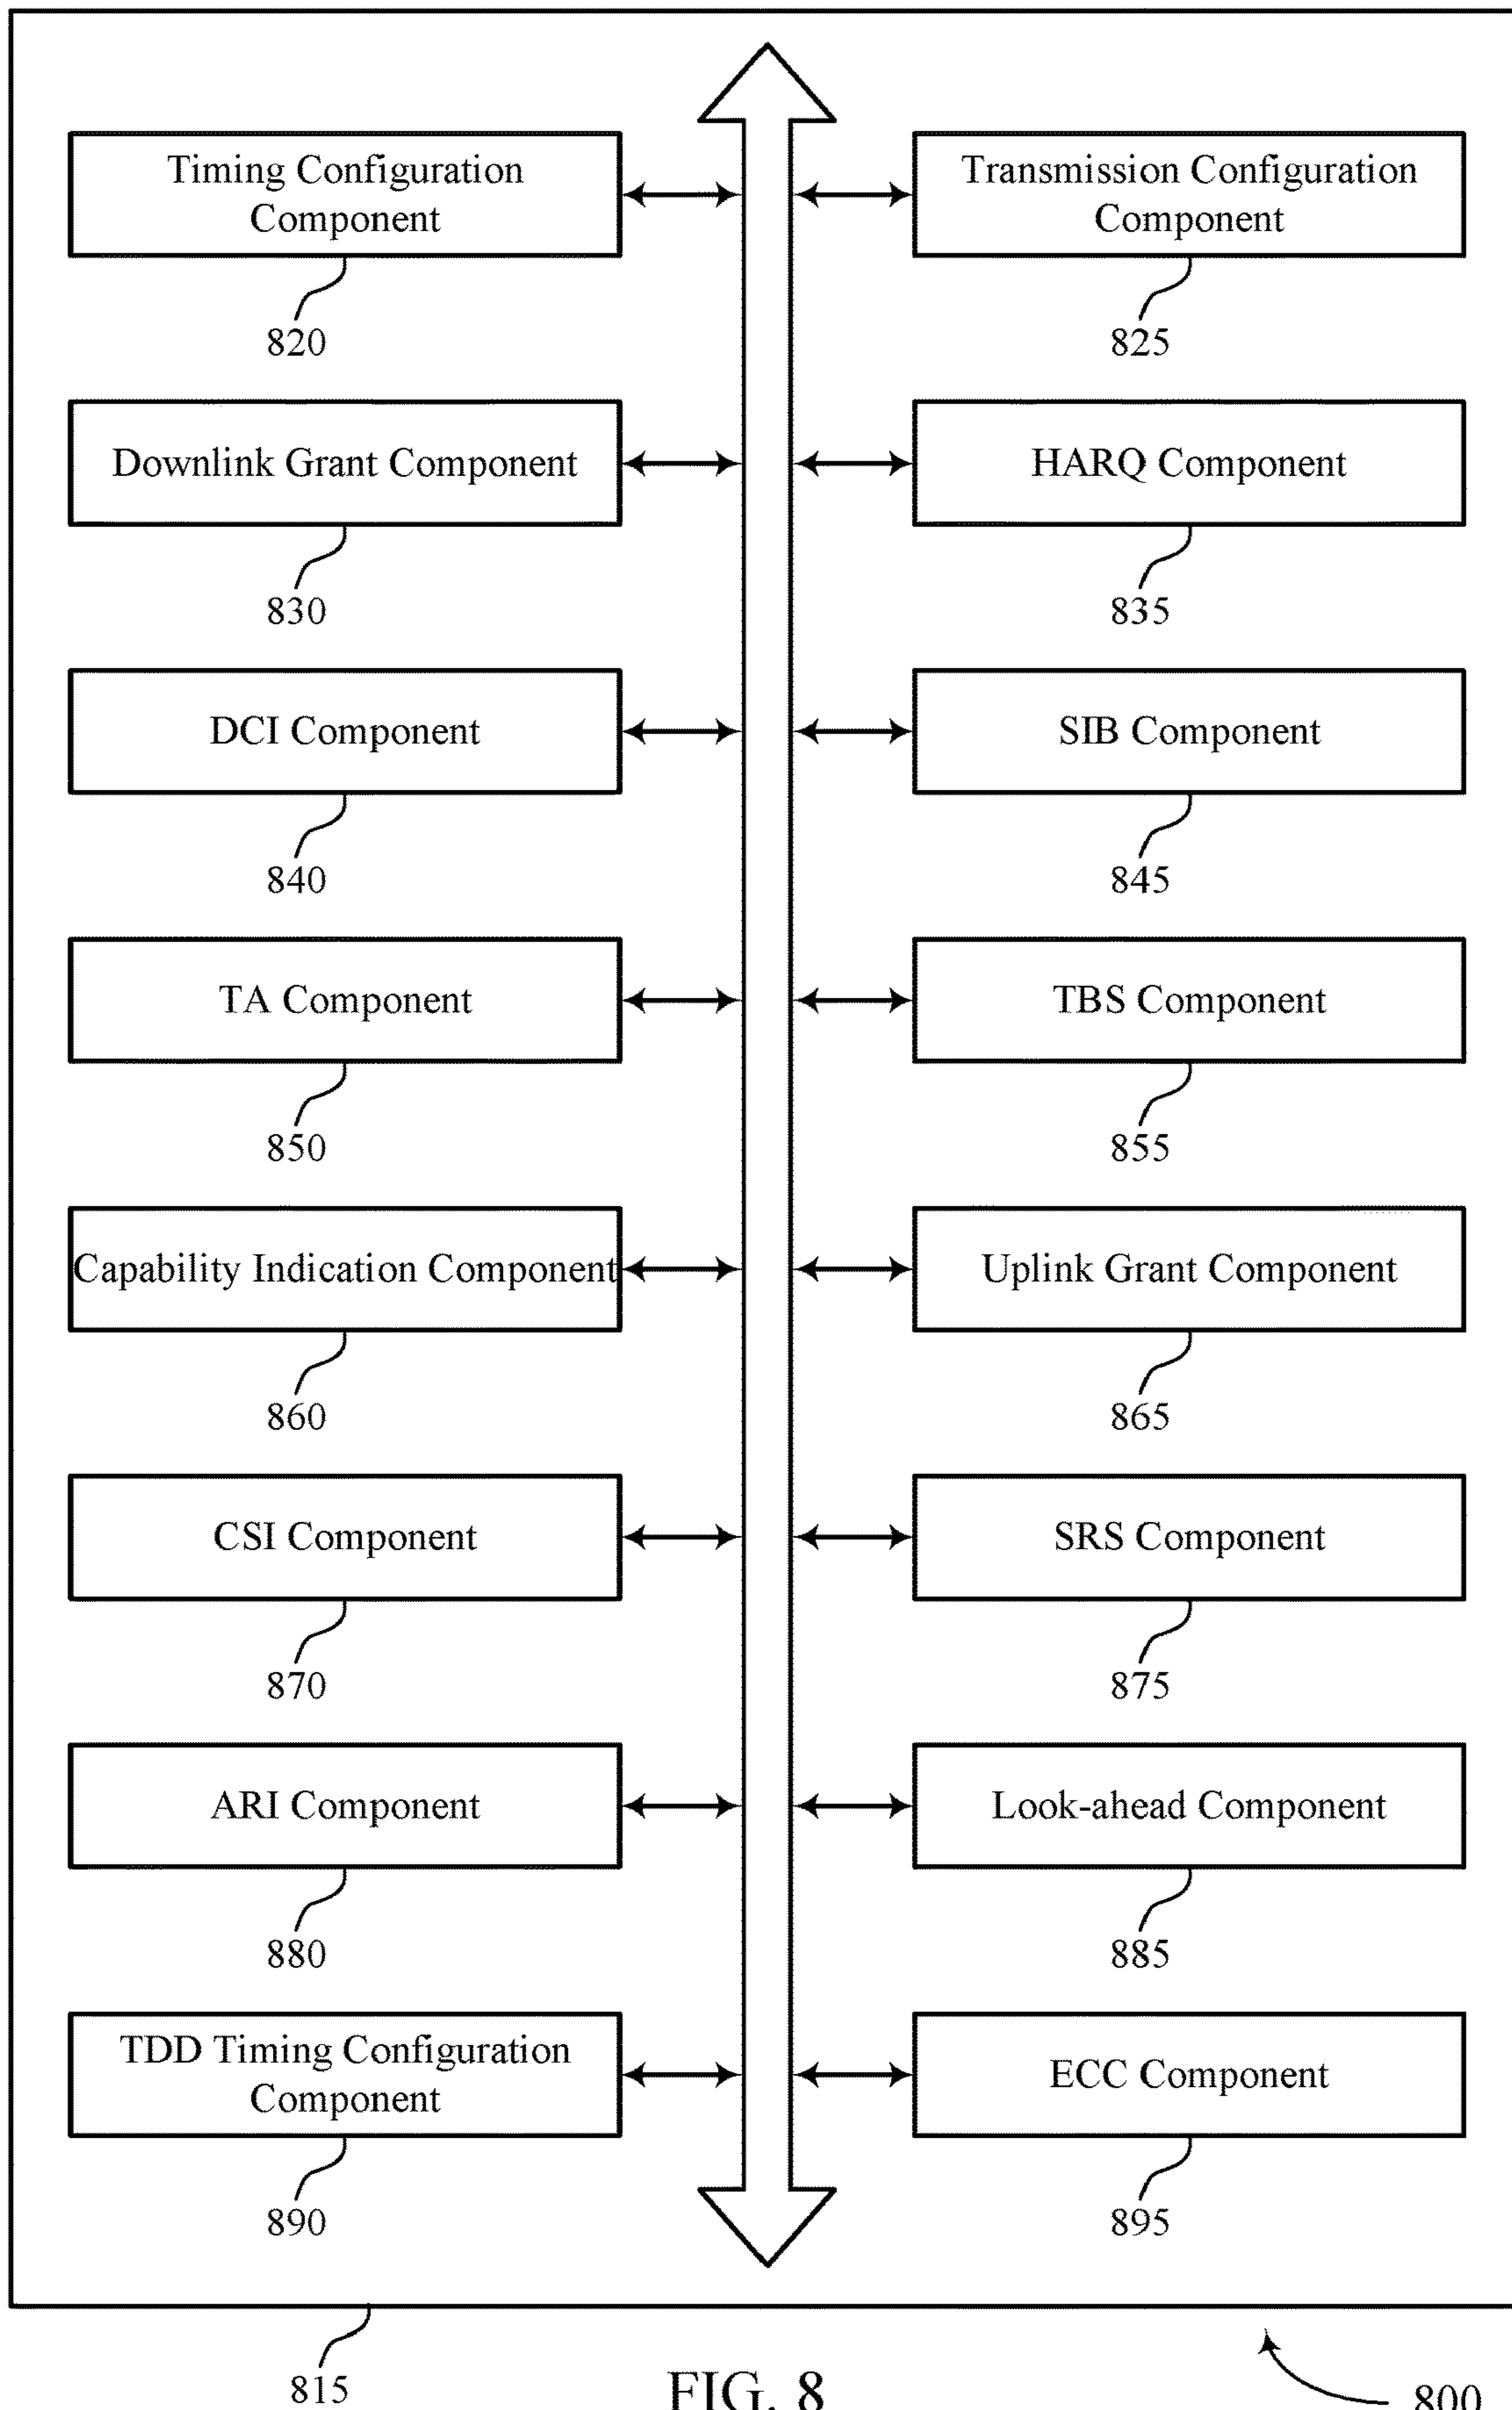 Timing Configuration
Component
820
Transmission Configuration
Component
825
Downlink Grant Component
830
HARQ Component
835
DCI Component
840
SIB Component
845
TA Component
850
TBS Component
855
Capability Indication Component
860
Uplink Grant Component
865
CSI Component
870
SRS Component
875
ARI Component
880
Look-ahead Component
885
TDD Timing Configuration
Component
890
ECC Component
895
815
FIG. 8
800